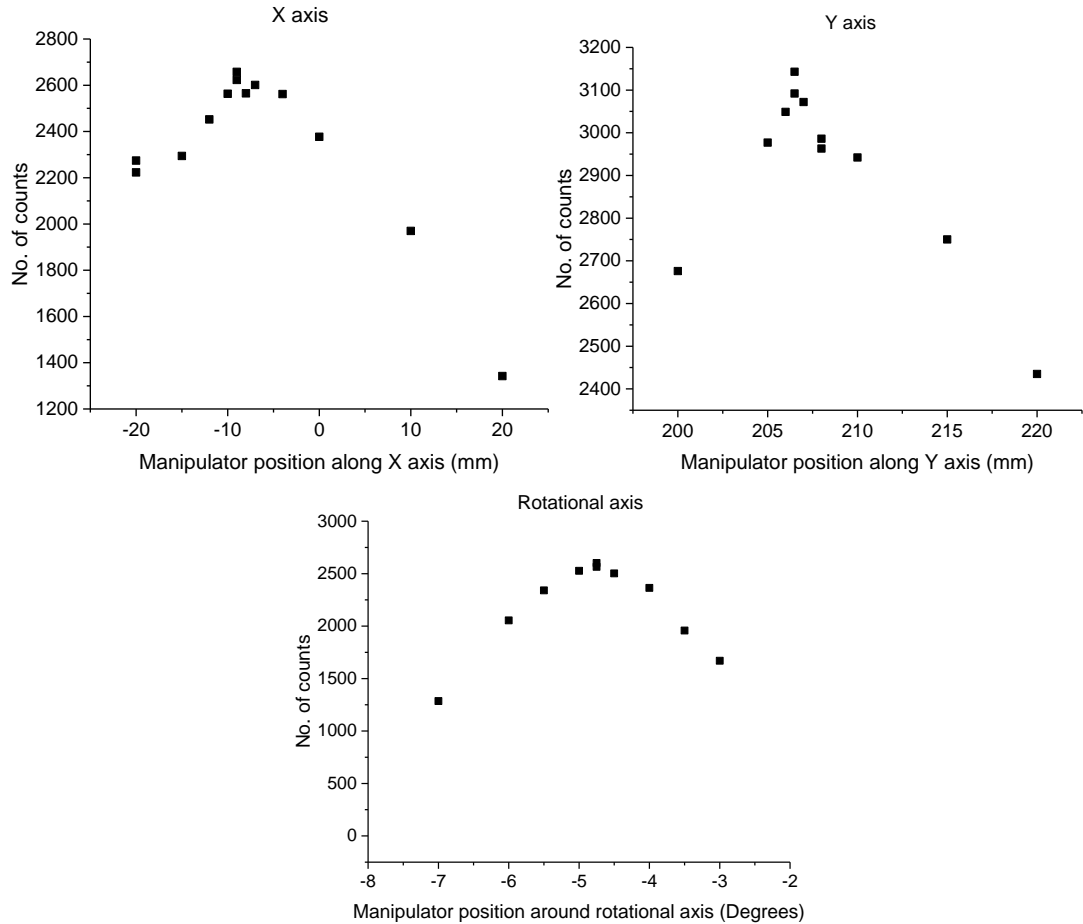 X axis
2800
2600
2400
2200
2000
1800
1600
1400
1200
-20 -10 0 10 20
No. of counts
Manipulator position along X axis (mm)
Y axis
3200
3100
3000
2900
2800
2700
2600
2500
2400
200 205 210 215 220
No. of counts
Manipulator position along Y axis (mm)
Rotational axis
3000
2500
2000
1500
1000
500
0
-8 -7 -6 -5 -4 -3 -2
No. of counts
Manipulator position around rotational axis (Degrees)